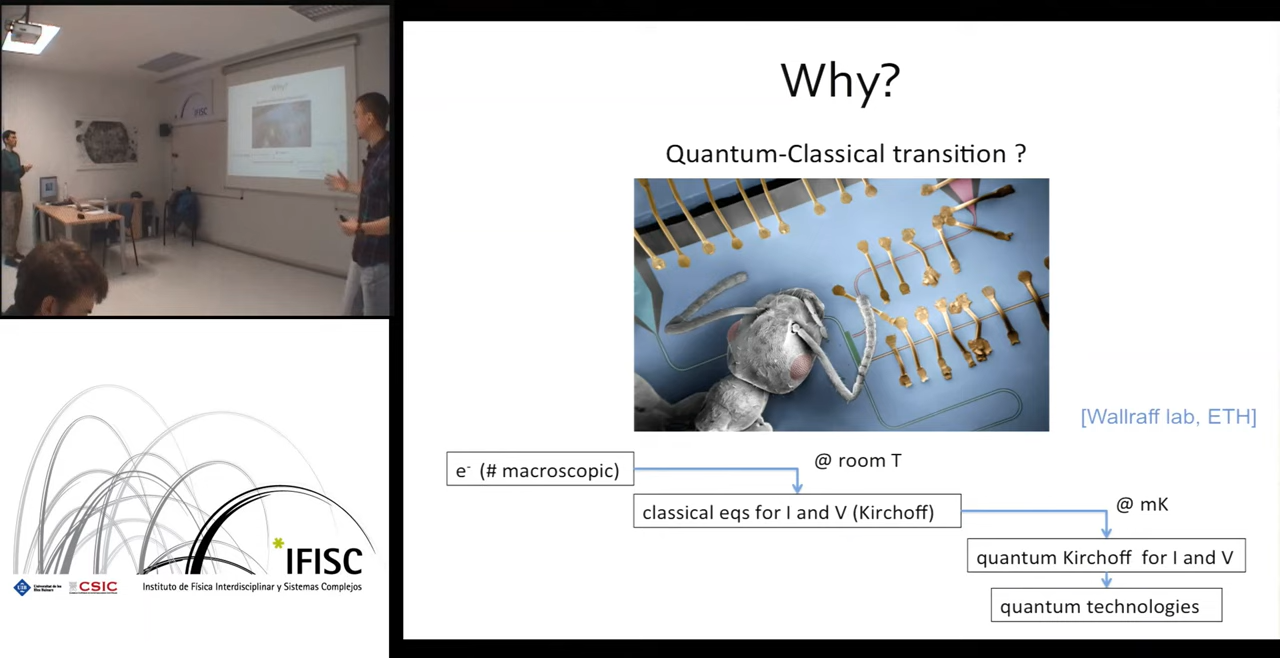 Why?
Quantum-Classical transition ?
[Wallraff lab, ETH]
e- (# macroscopic)
@ room T
classical eqs for I and V (Kirchoff)
@ mK
quantum Kirchoff for I and V
quantum technologies
IFISC
CSIC
Instituto de Física Interdisciplinar y Sistemas Complejos
IFISC